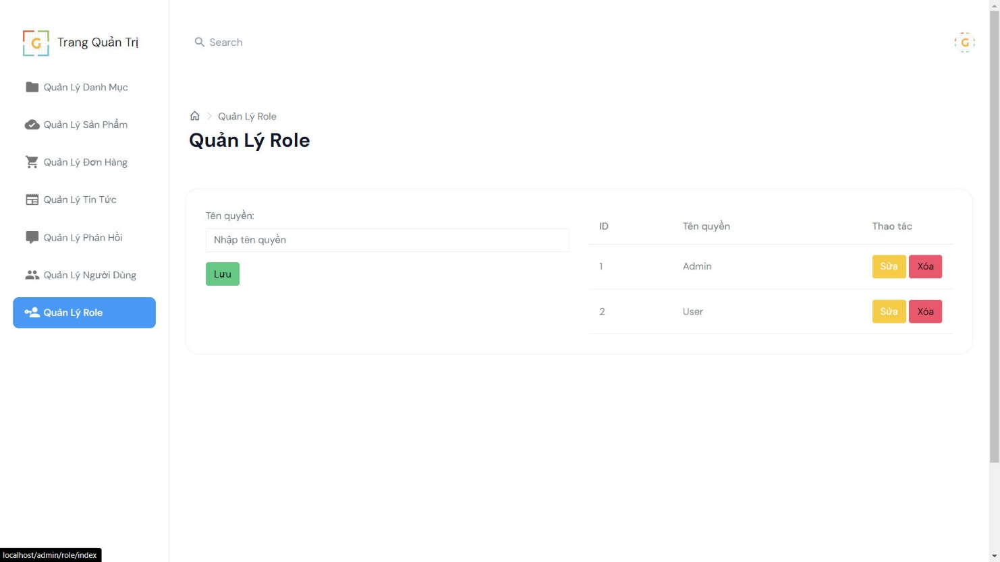 G Trang Quản Trị
Search
G
Quản Lý Danh Mục
Quản Lý Sản Phẩm
Quản Lý Đơn Hàng
Quản Lý Tin Tức
Quản Lý Phản Hồi
Quản Lý Người Dùng
Quản Lý Role
Quản Lý Role
Quản Lý Role
Tên quyền:
Nhập tên quyền
Lưu
ID Tên quyền Thao tác
1 Admin Sửa Xóa
2 User Sửa Xóa
localhost/admin/role/index